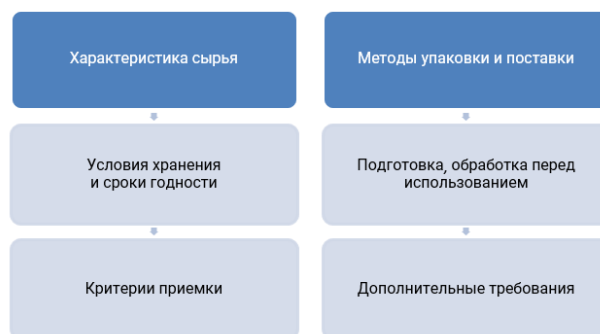 Характеристика сырья
Методы упаковки и поставки
Условия хранения
и сроки годности
Подготовка, обработка перед
использованием
Критерии приемки
Дополнительные требования